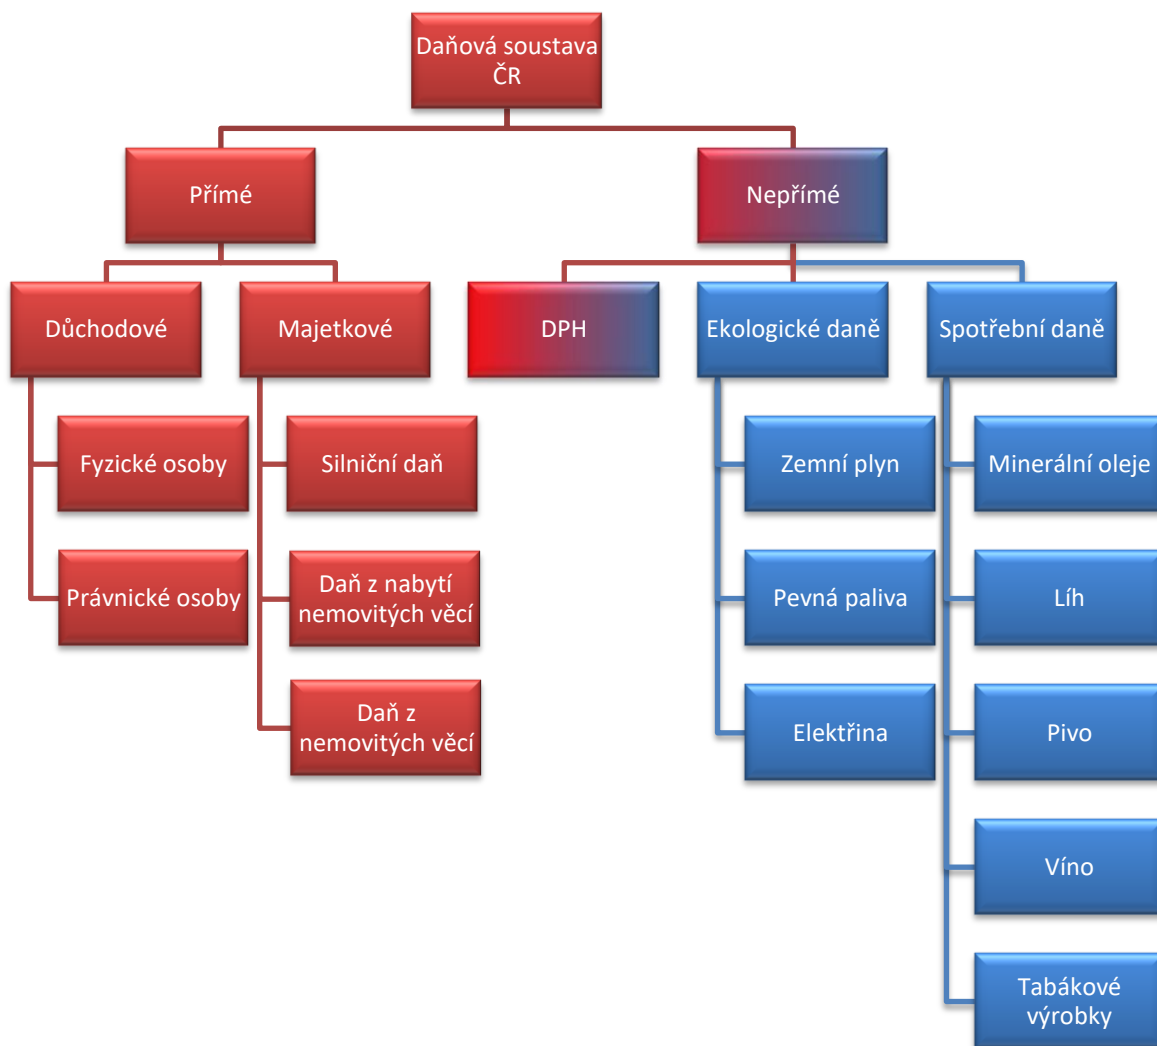 Daňová soustava
ČR
Přímé
Nepřímé
Důchodové
Majetkové
DPH
Ekologické daně
Spotřební daně
Fyzické osoby
Silniční daň
Zemní plyn
Minerální oleje
Právnické osoby
Daň z nabytí
nemovitých věcí
Pevná paliva
Líh
Daň z
nemovitých věcí
Elektřina
Pivo
Víno
Tabákové
výrobky